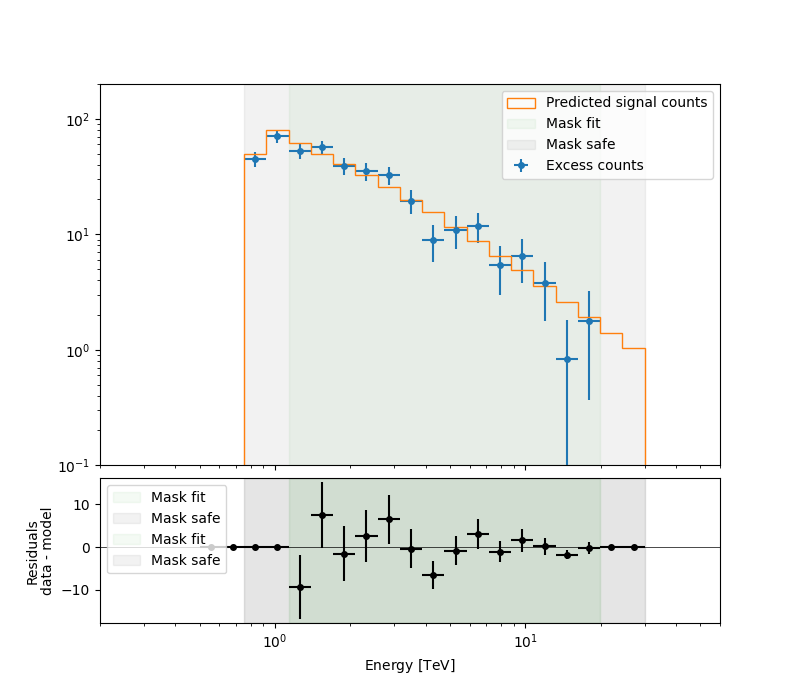 10²
10¹
10⁰
10⁻¹
Predicted signal counts
Mask fit
Mask safe
Excess counts
Residuals
data - model
10
0
−10
Mask fit
Mask safe
Mask fit
Mask safe
10⁰
10¹
Energy [TeV]